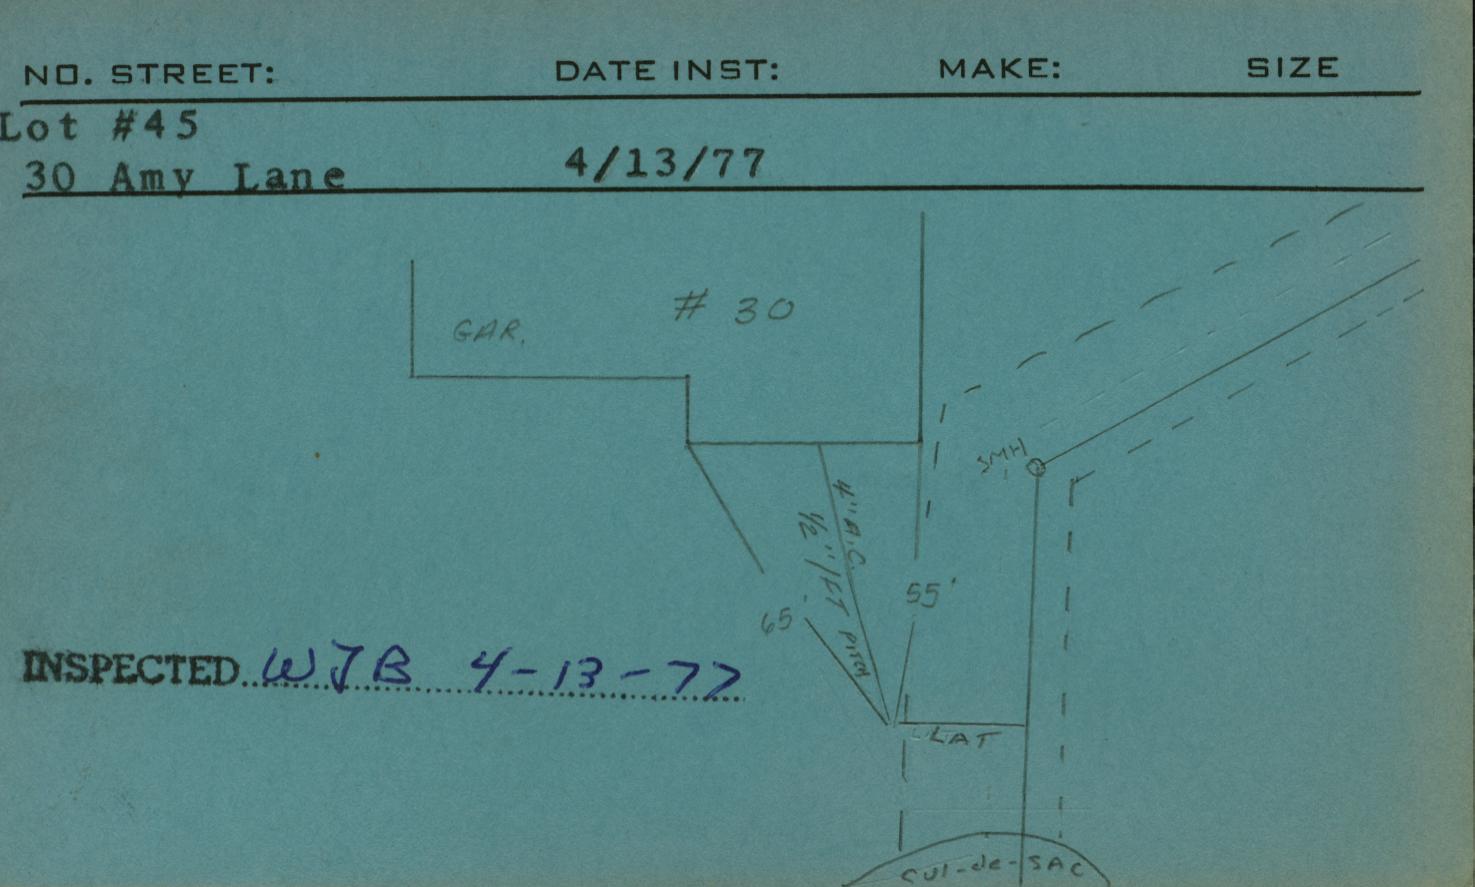 NO. STREET: DATE INST: MAKE: SIZE
Lot #45
30 Amy Lane 4/13/77
# 30
GAR.
SMH
4" A.C.
1/2"/FT PITCH
55'
65'
INSPECTED WJB 4-13-77
LAT
Cul-de-SAC